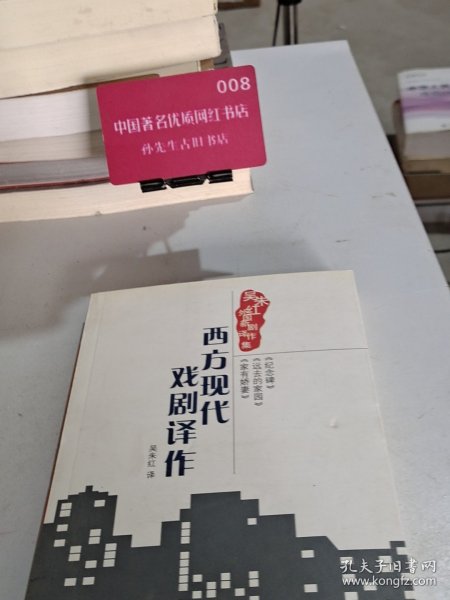 008
中国著名优质网红书店
孙先生古旧书店
吴朱红
剧作集
西方现代
戏剧译作
吴朱红 译
《纪念碑》
《远去的家园》
《家有娇妻》
孔夫子旧书网
www.kongfz.com